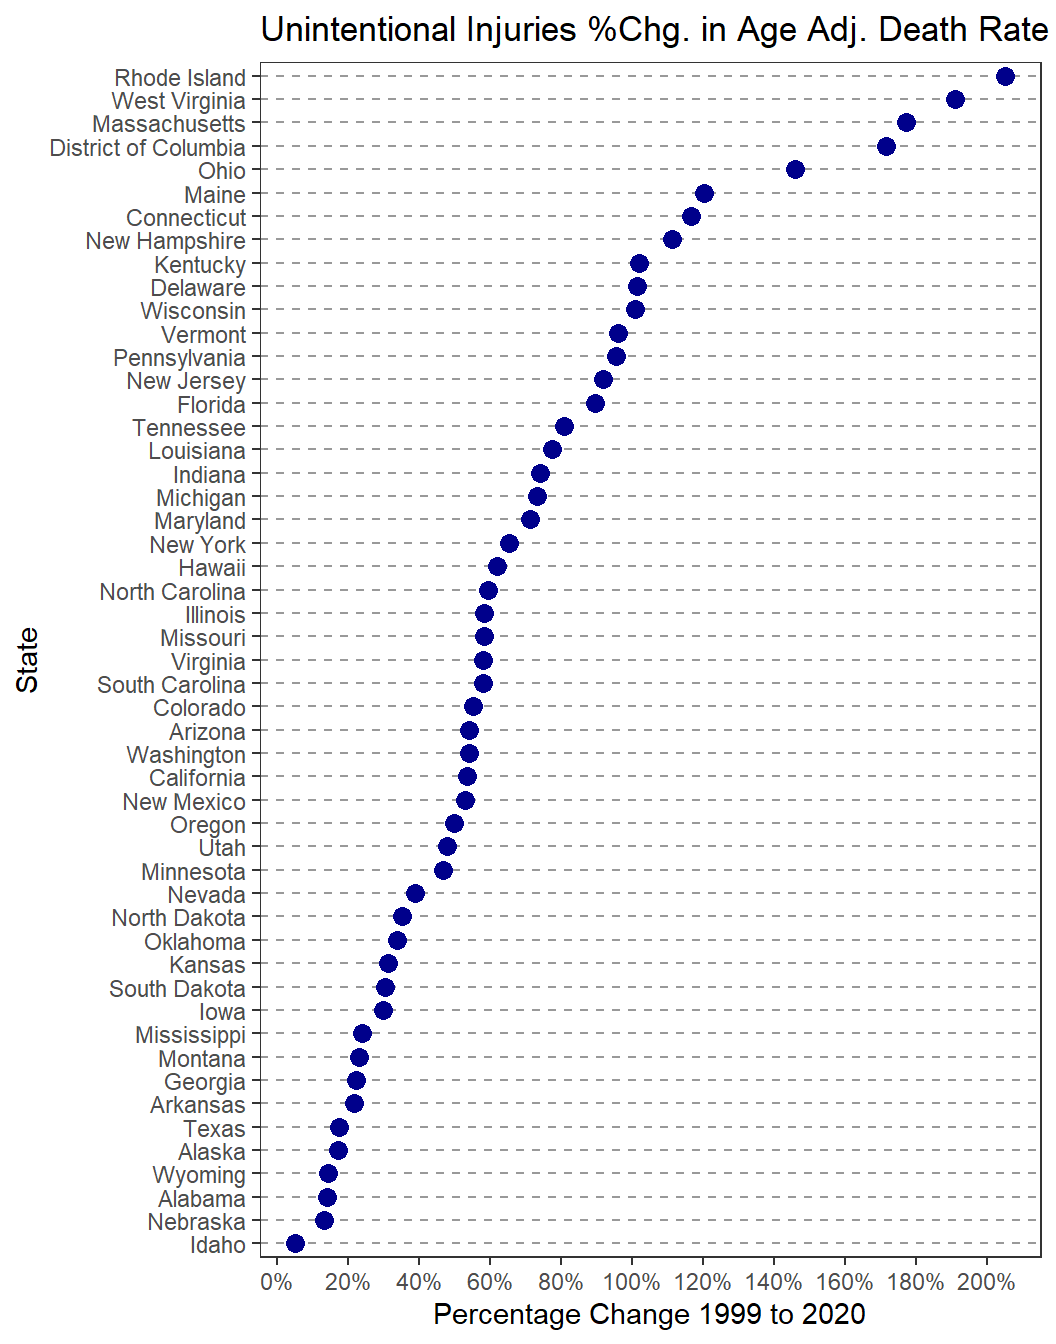 Unintentional Injuries %Chg. in Age Adj. Death Rate
Rhode Island
West Virginia
Massachusetts
District of Columbia
Ohio
Maine
Connecticut
New Hampshire
Kentucky
Delaware
Wisconsin
Vermont
Pennsylvania
New Jersey
Florida
Tennessee
Louisiana
Indiana
Michigan
Maryland
New York
Hawaii
North Carolina
Illinois
Missouri
Virginia
South Carolina
Colorado
Arizona
Washington
California
New Mexico
Oregon
Utah
Minnesota
Nevada
North Dakota
Oklahoma
Kansas
South Dakota
Iowa
Mississippi
Montana
Georgia
Arkansas
Texas
Alaska
Wyoming
Alabama
Nebraska
Idaho
State
0% 20% 40% 60% 80% 100% 120% 140% 160% 180% 200%
Percentage Change 1999 to 2020